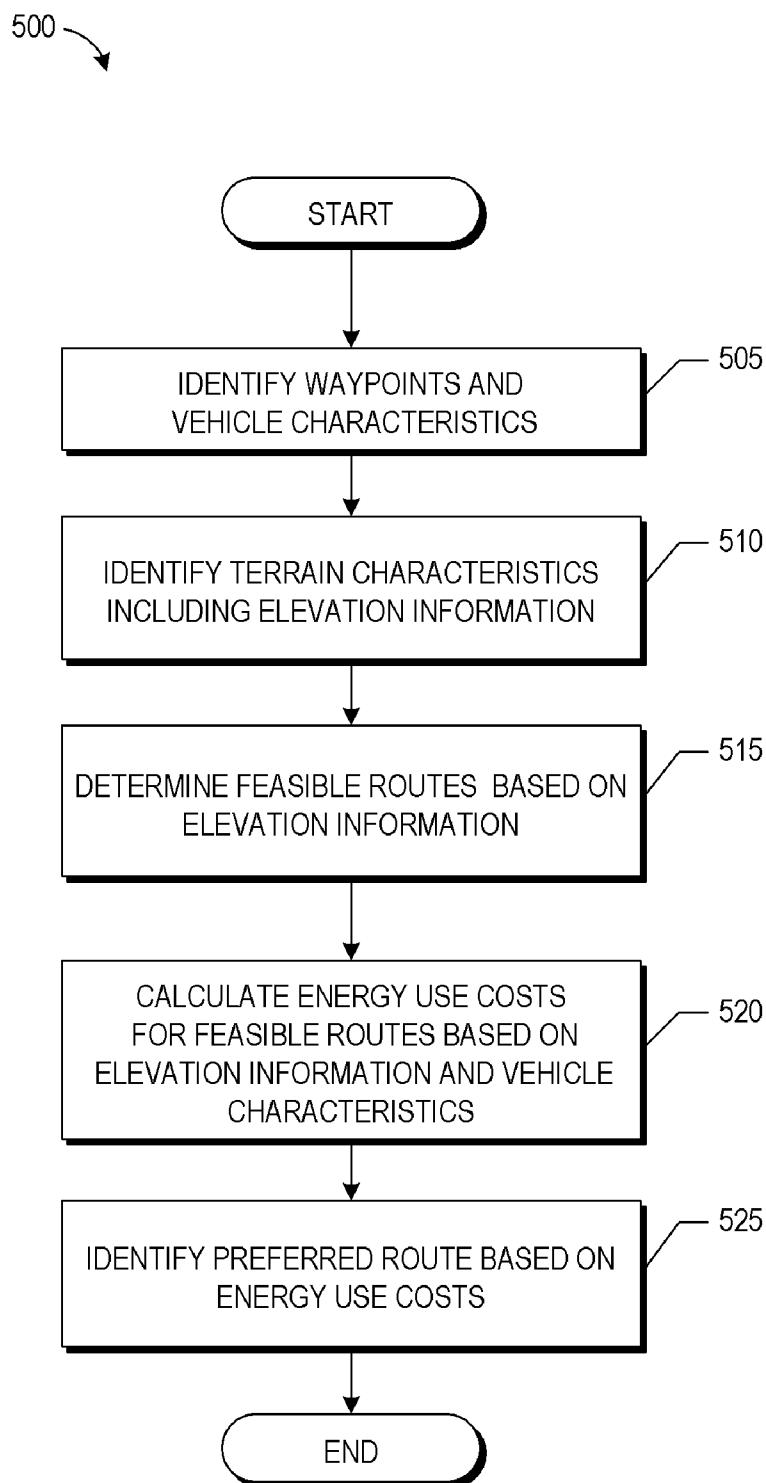 500
START
IDENTIFY WAYPOINTS AND
VEHICLE CHARACTERISTICS
505
IDENTIFY TERRAIN CHARACTERISTICS
INCLUDING ELEVATION INFORMATION
510
DETERMINE FEASIBLE ROUTES BASED ON
ELEVATION INFORMATION
515
CALCULATE ENERGY USE COSTS
FOR FEASIBLE ROUTES BASED ON
ELEVATION INFORMATION AND VEHICLE
CHARACTERISTICS
520
IDENTIFY PREFERRED ROUTE BASED ON
ENERGY USE COSTS
525
END